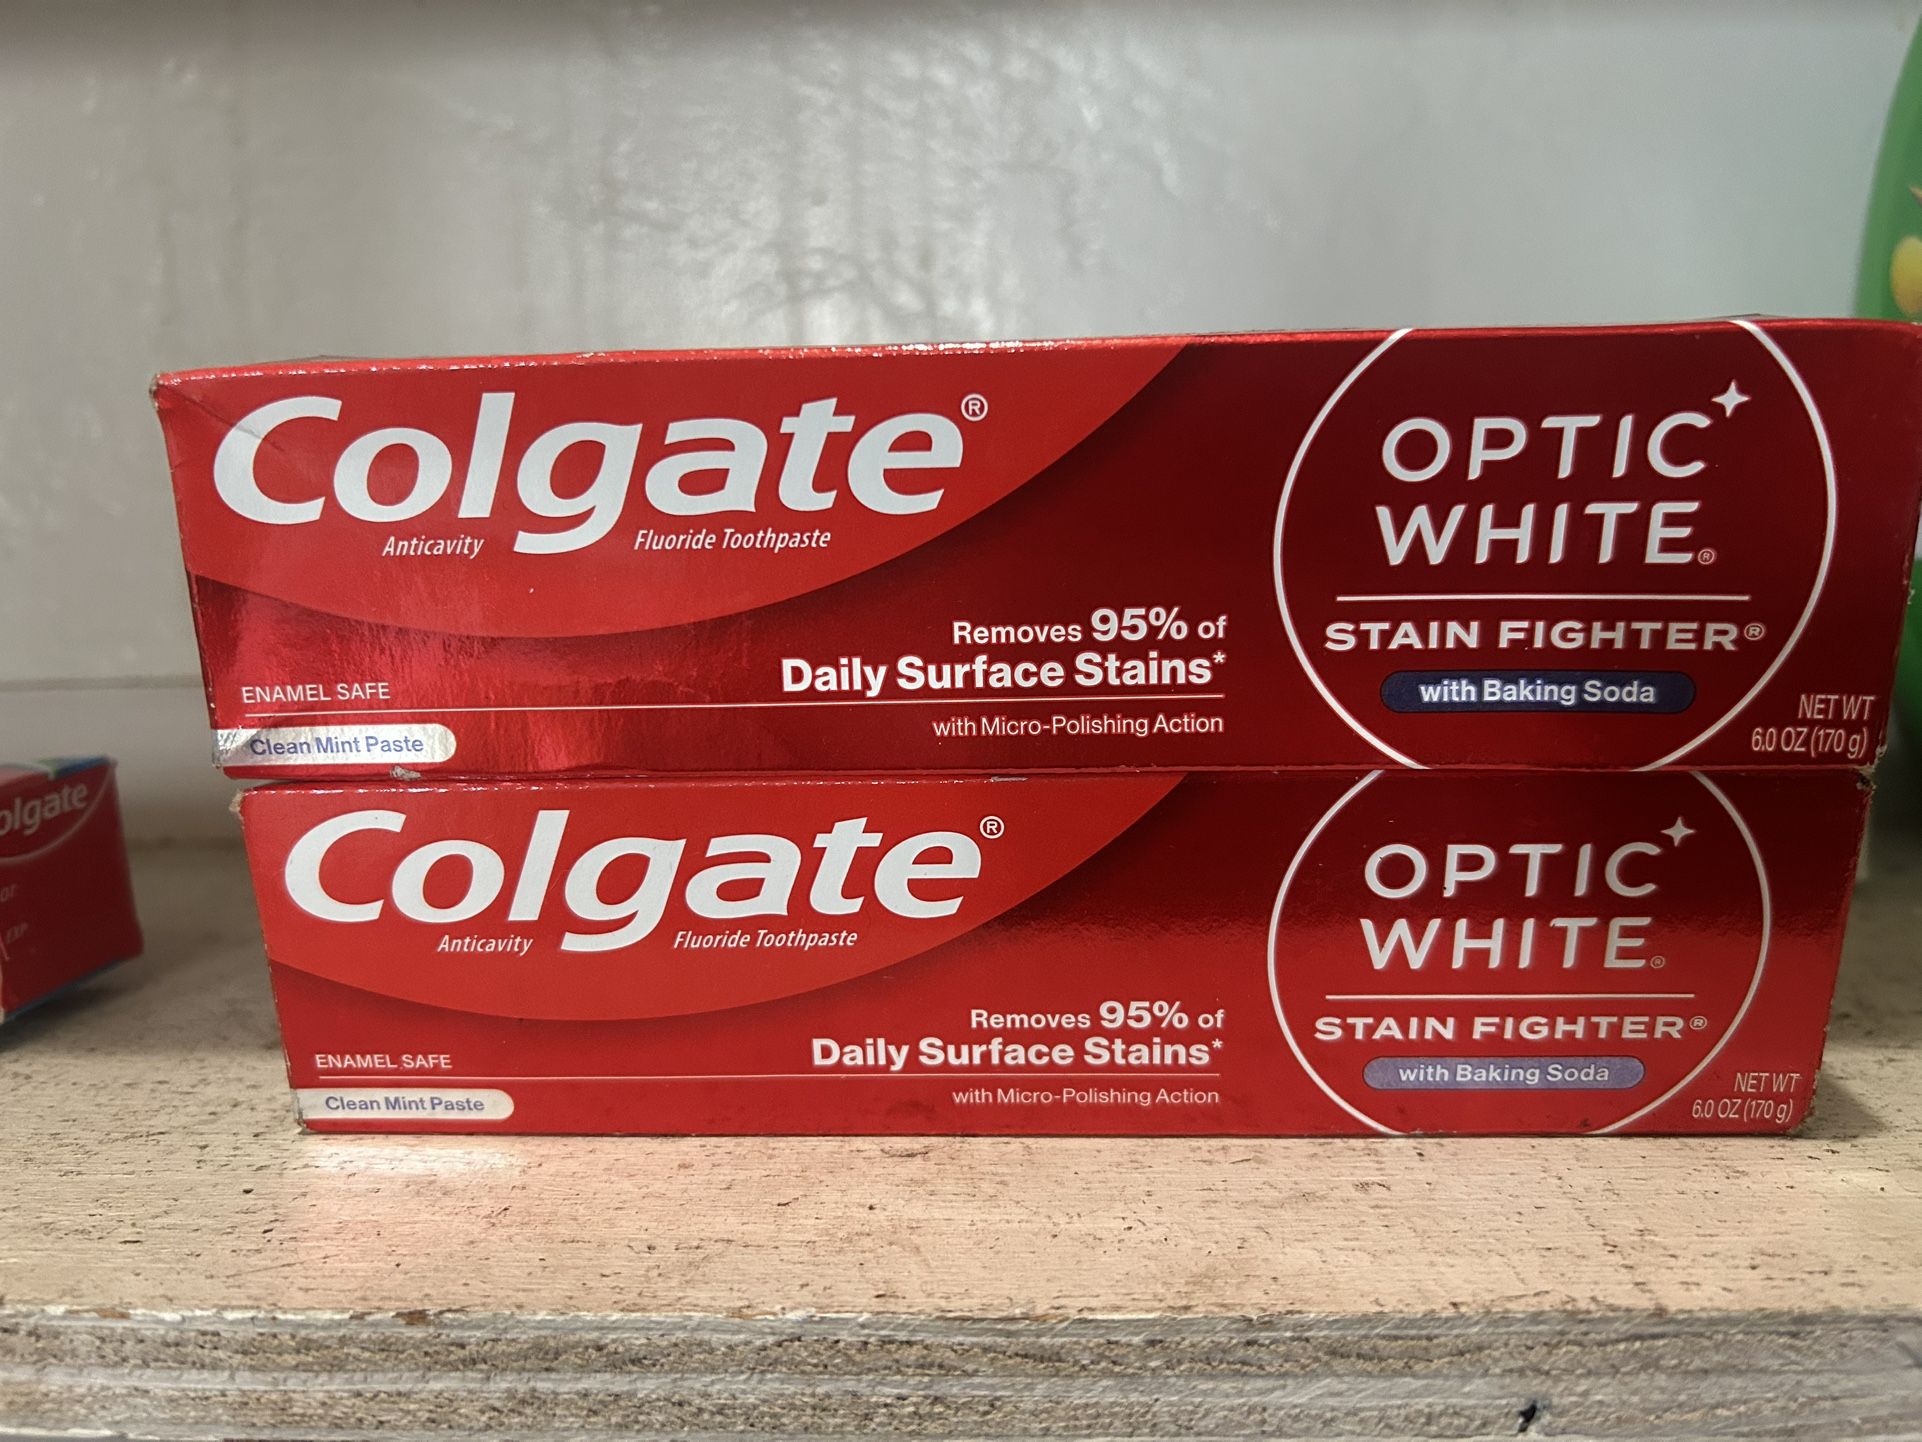 Colgate®
Anticavity Fluoride Toothpaste
Removes 95% of
Daily Surface Stains*
with Micro-Polishing Action
ENAMEL SAFE
Clean Mint Paste
OPTIC
WHITE®
STAIN FIGHTER®
with Baking Soda
NET WT
6.0 OZ (170 g)
Colgate®
Anticavity Fluoride Toothpaste
Removes 95% of
Daily Surface Stains*
with Micro-Polishing Action
ENAMEL SAFE
Clean Mint Paste
OPTIC
WHITE®
STAIN FIGHTER®
with Baking Soda
NET WT
6.0 OZ (170 g)
olgate